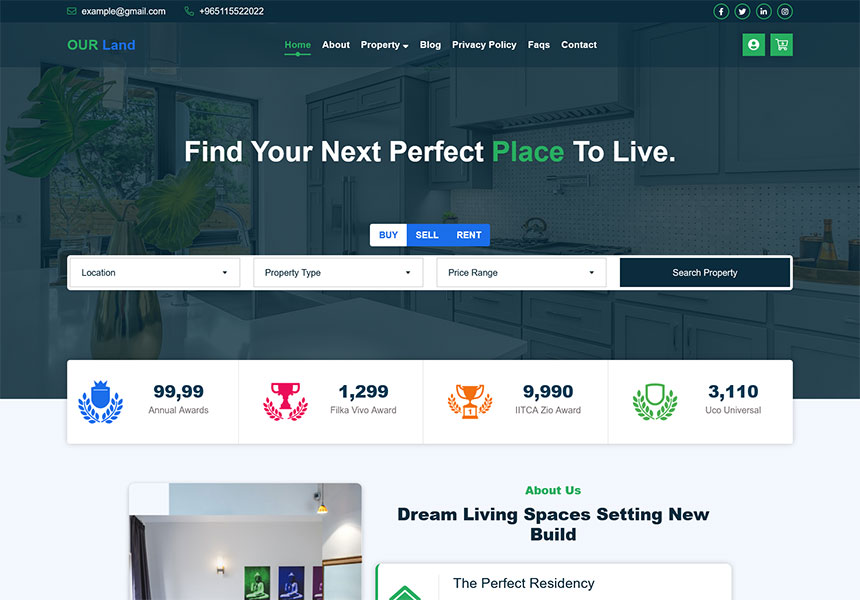 example@gmail.com +965115522022
OUR Land
Home About Property Blog Privacy Policy Faqs Contact
Find Your Next Perfect Place To Live.
BUY SELL RENT
Location Property Type Price Range Search Property
99,99 1,299 9,990 3,110
Annual Awards Filka Vivo Award IITCA Zio Award Uco Universal
1
About Us
Dream Living Spaces Setting New
Build
The Perfect Residency